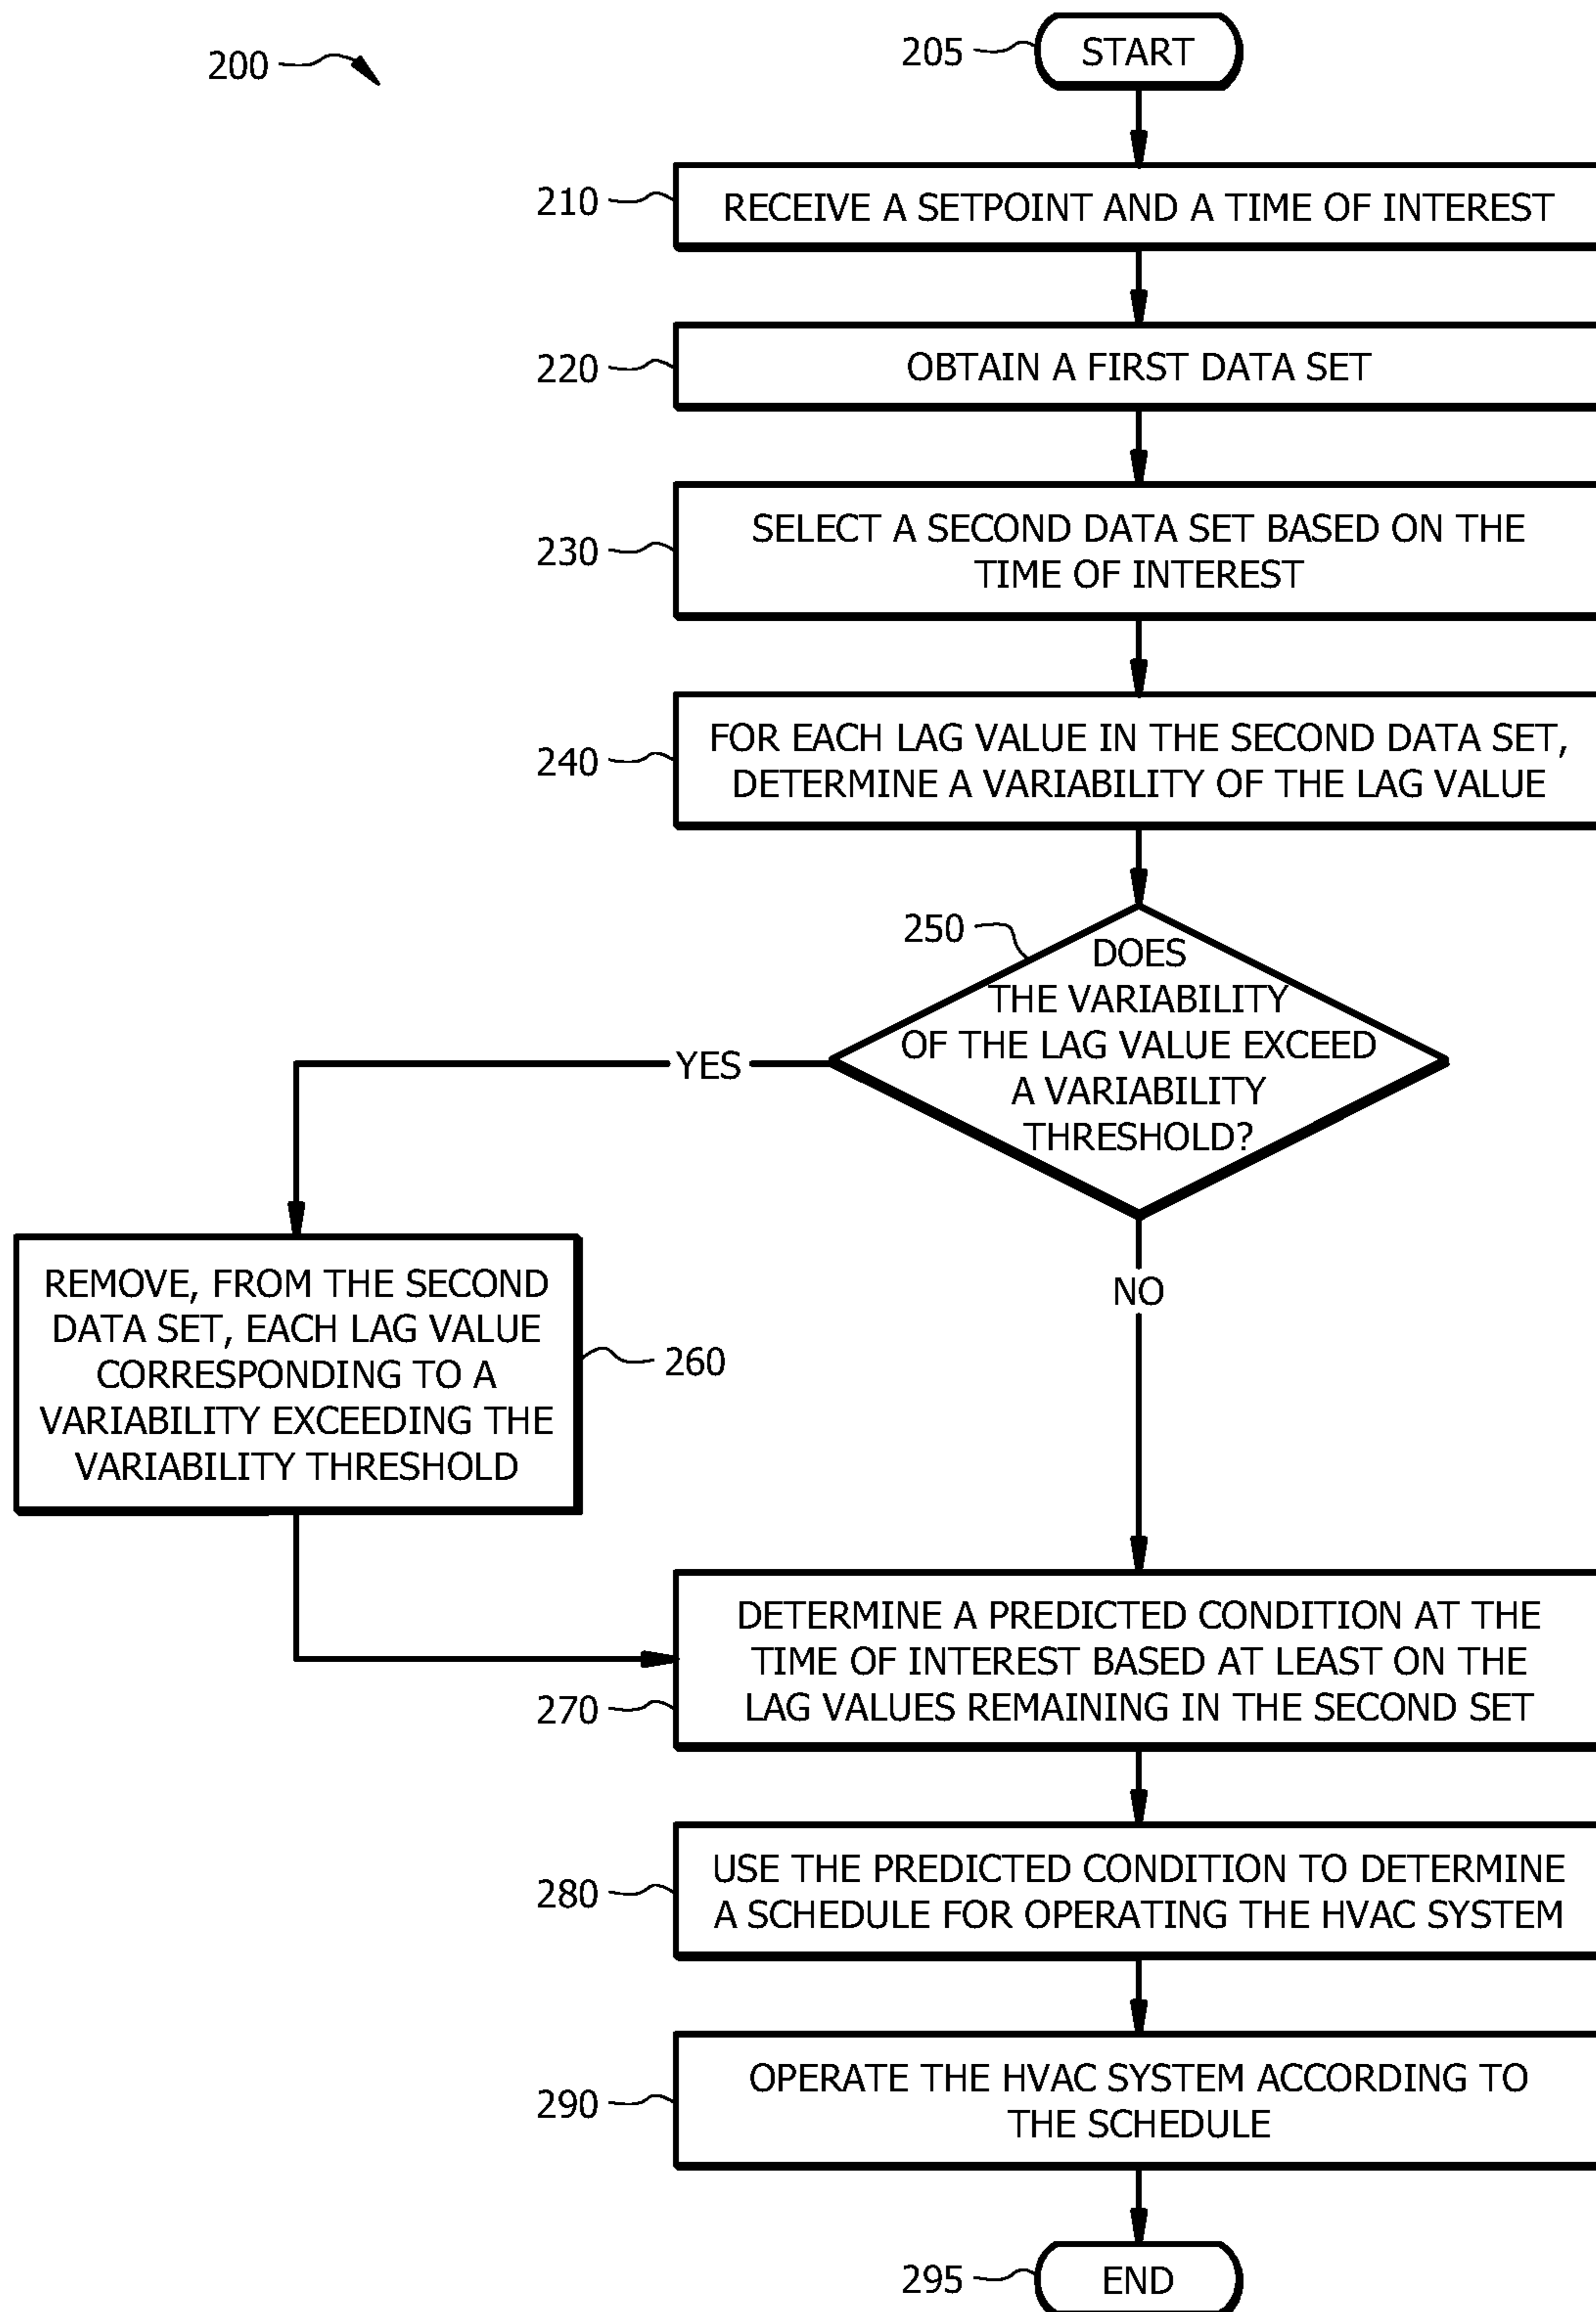 200
205
START
210
RECEIVE A SETPOINT AND A TIME OF INTEREST
220
OBTAIN A FIRST DATA SET
230
SELECT A SECOND DATA SET BASED ON THE
TIME OF INTEREST
240
FOR EACH LAG VALUE IN THE SECOND DATA SET,
DETERMINE A VARIABILITY OF THE LAG VALUE
250
DOES
THE VARIABILITY
OF THE LAG VALUE EXCEED
A VARIABILITY
THRESHOLD?
YES
NO
REMOVE, FROM THE SECOND
DATA SET, EACH LAG VALUE
CORRESPONDING TO A
VARIABILITY EXCEEDING THE
VARIABILITY THRESHOLD
260
270
DETERMINE A PREDICTED CONDITION AT THE
TIME OF INTEREST BASED AT LEAST ON THE
LAG VALUES REMAINING IN THE SECOND SET
280
USE THE PREDICTED CONDITION TO DETERMINE
A SCHEDULE FOR OPERATING THE HVAC SYSTEM
290
OPERATE THE HVAC SYSTEM ACCORDING TO
THE SCHEDULE
295
END